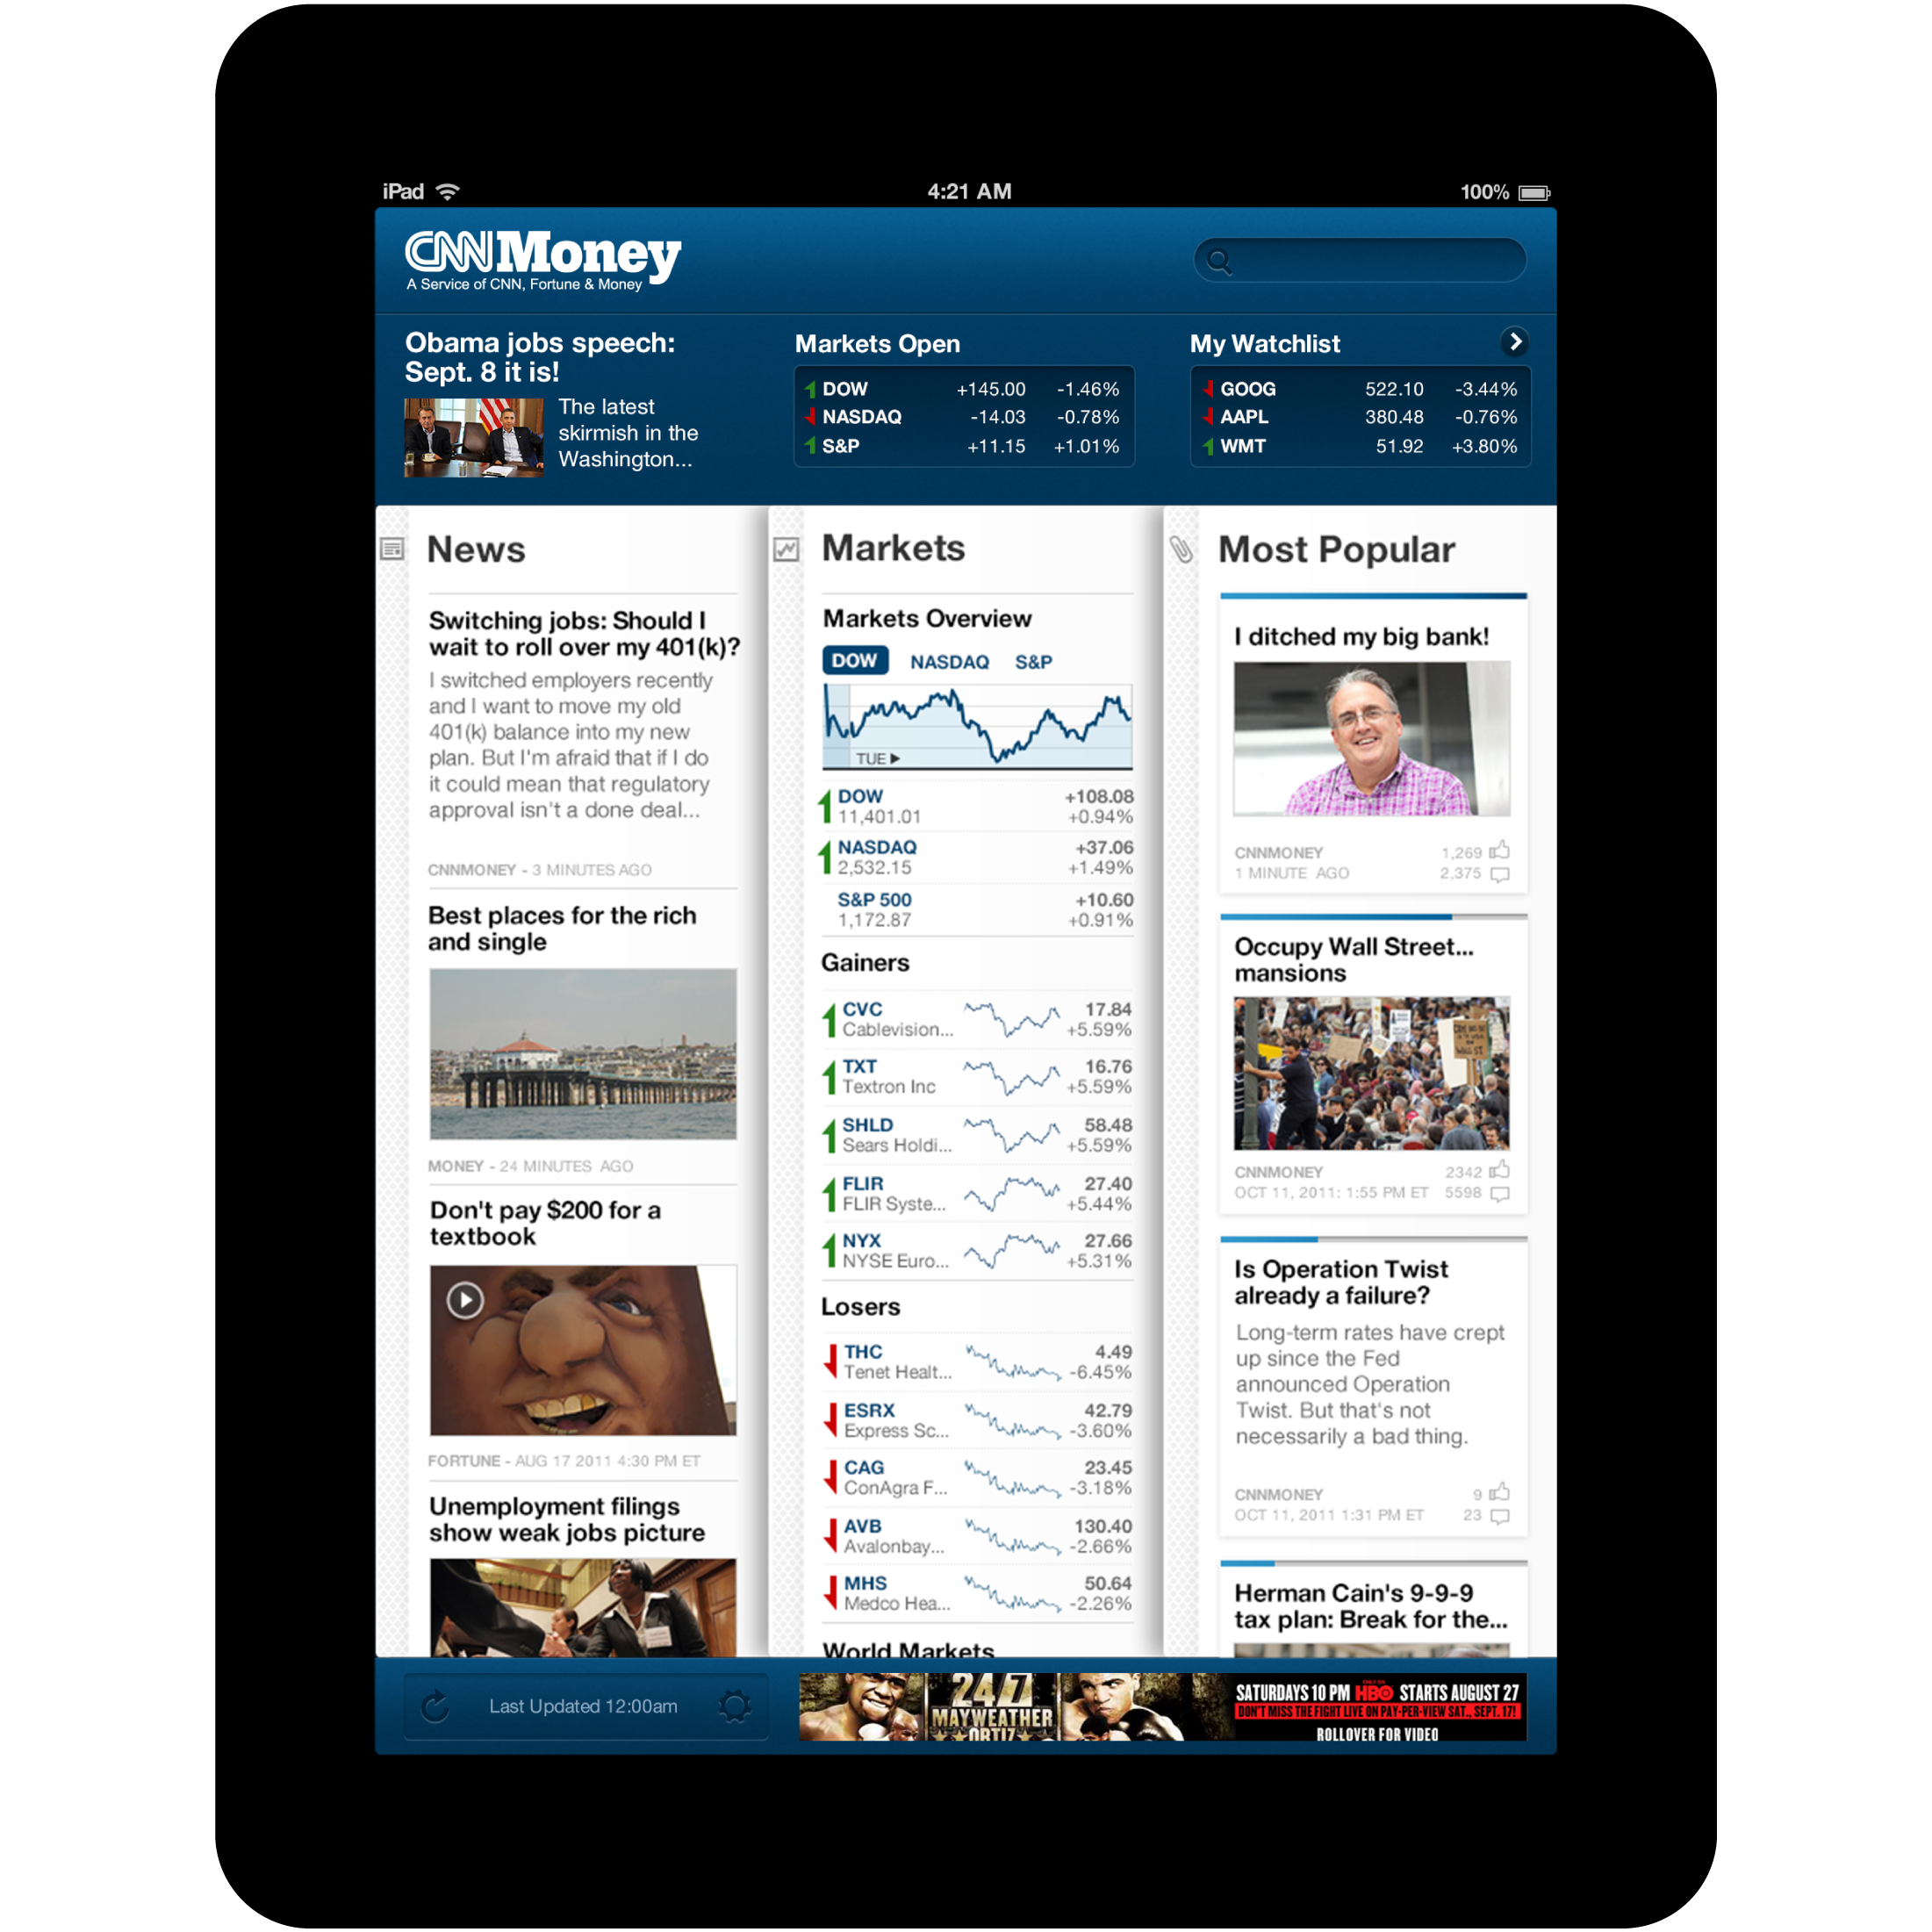 iPad 4:21 AM 100%
CNNMoney
A Service of CNN, Fortune & Money
Obama jobs speech:
Sept. 8 it is!
The latest
skirmish in the
Washington...
Markets Open
DOW +145.00 -1.46%
NASDAQ -14.03 -0.78%
S&P +11.15 +1.01%
My Watchlist
GOOG 522.10 -3.44%
AAPL 380.48 -0.76%
WMT 51.92 +3.80%
News
Switching jobs: Should I
wait to roll over my 401(k)?
I switched employers recently
and I want to move my old
401(k) balance into my new
plan. But I'm afraid that if I do
it could mean that regulatory
approval isn't a done deal...
CNNMONEY - 3 MINUTES AGO
Best places for the rich
and single
MONEY - 24 MINUTES AGO
Don't pay $200 for a
textbook
FORTUNE - AUG 17 2011 4:30 PM ET
Unemployment filings
show weak jobs picture
Markets
Markets Overview
DOW NASDAQ S&P
TUE
DOW +108.08
11,401.01 +0.94%
NASDAQ +37.06
2,532.15 +1.49%
S&P 500 +10.60
1,172.87 +0.91%
Gainers
CVC 17.84
Cablevision... +5.59%
TXT 16.76
Textron Inc +5.59%
SHLD 58.48
Sears Holdi... +5.59%
FLIR 27.40
FLIR Syste... +5.44%
NYX 27.66
NYSE Euro... +5.31%
Losers
THC 4.49
Tenet Healt... -6.45%
ESRX 42.79
Express Sc... -3.60%
CAG 23.45
ConAgra F... -3.18%
AVB 130.40
Avalonbay... -2.66%
MHS 50.64
Medco Hea... -2.26%
World Markets
Most Popular
I ditched my big bank!
CNNMONEY 1,269
1 MINUTE AGO 2,375
Occupy Wall Street...
mansions
CNNMONEY 2342
OCT 11, 2011: 1:55 PM ET 5598
Is Operation Twist
already a failure?
Long-term rates have crept
up since the Fed
announced Operation
Twist. But that's not
necessarily a bad thing.
CNNMONEY 9
OCT 11, 2011 1:31 PM ET 23
Herman Cain's 9-9-9
tax plan: Break for the...
Last Updated 12:00am
24/7
MAYWEATHER
ORTIZ
ONLY ON
SATURDAYS 10 PM HBO STARTS AUGUST 27
DON'T MISS THE FIGHT LIVE ON PAY-PER-VIEW SAT., SEPT. 17!
ROLLOVER FOR VIDEO